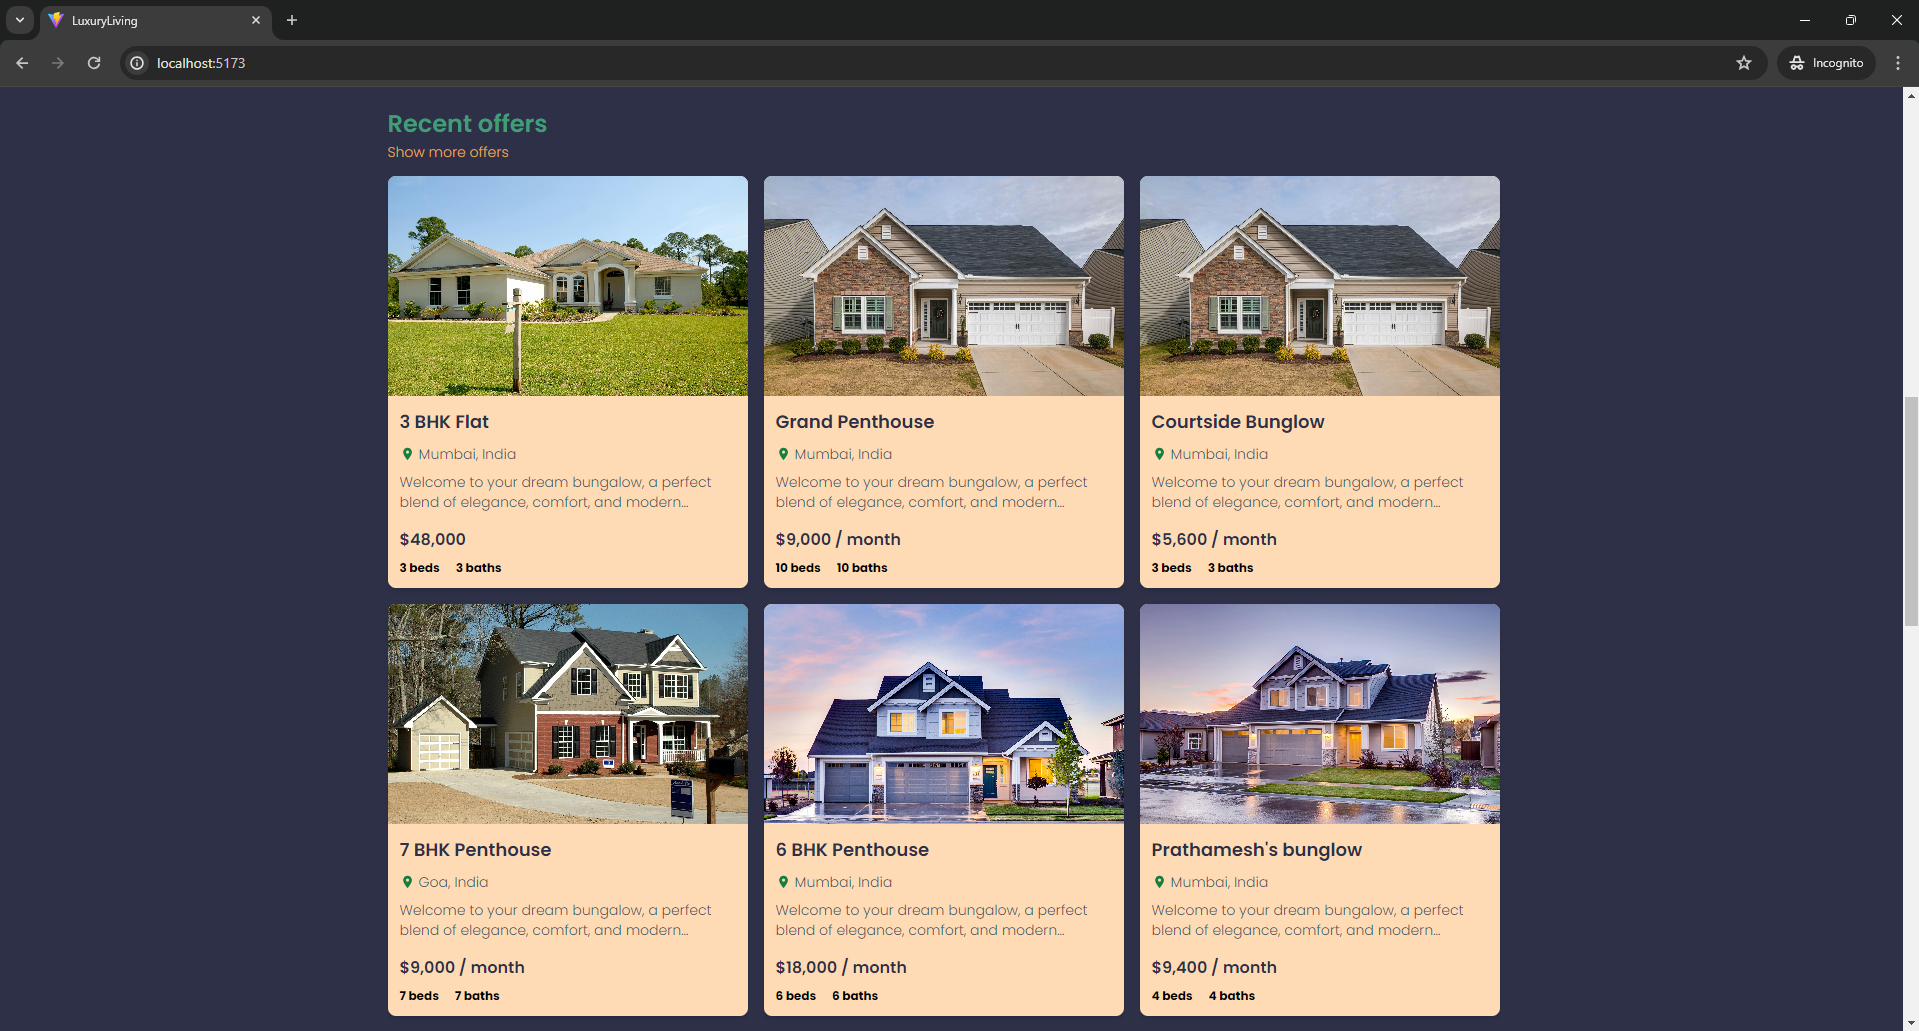 LuxuryLiving
localhost:5173
Incognito
Recent offers
Show more offers
3 BHK Flat
Mumbai, India
Welcome to your dream bungalow, a perfect
blend of elegance, comfort, and modern...
$48,000
3 beds 3 baths
Grand Penthouse
Mumbai, India
Welcome to your dream bungalow, a perfect
blend of elegance, comfort, and modern...
$9,000 / month
10 beds 10 baths
Courtside Bunglow
Mumbai, India
Welcome to your dream bungalow, a perfect
blend of elegance, comfort, and modern...
$5,600 / month
3 beds 3 baths
7 BHK Penthouse
Goa, India
Welcome to your dream bungalow, a perfect
blend of elegance, comfort, and modern...
$9,000 / month
7 beds 7 baths
6 BHK Penthouse
Mumbai, India
Welcome to your dream bungalow, a perfect
blend of elegance, comfort, and modern...
$18,000 / month
6 beds 6 baths
Prathamesh's bunglow
Mumbai, India
Welcome to your dream bungalow, a perfect
blend of elegance, comfort, and modern...
$9,400 / month
4 beds 4 baths